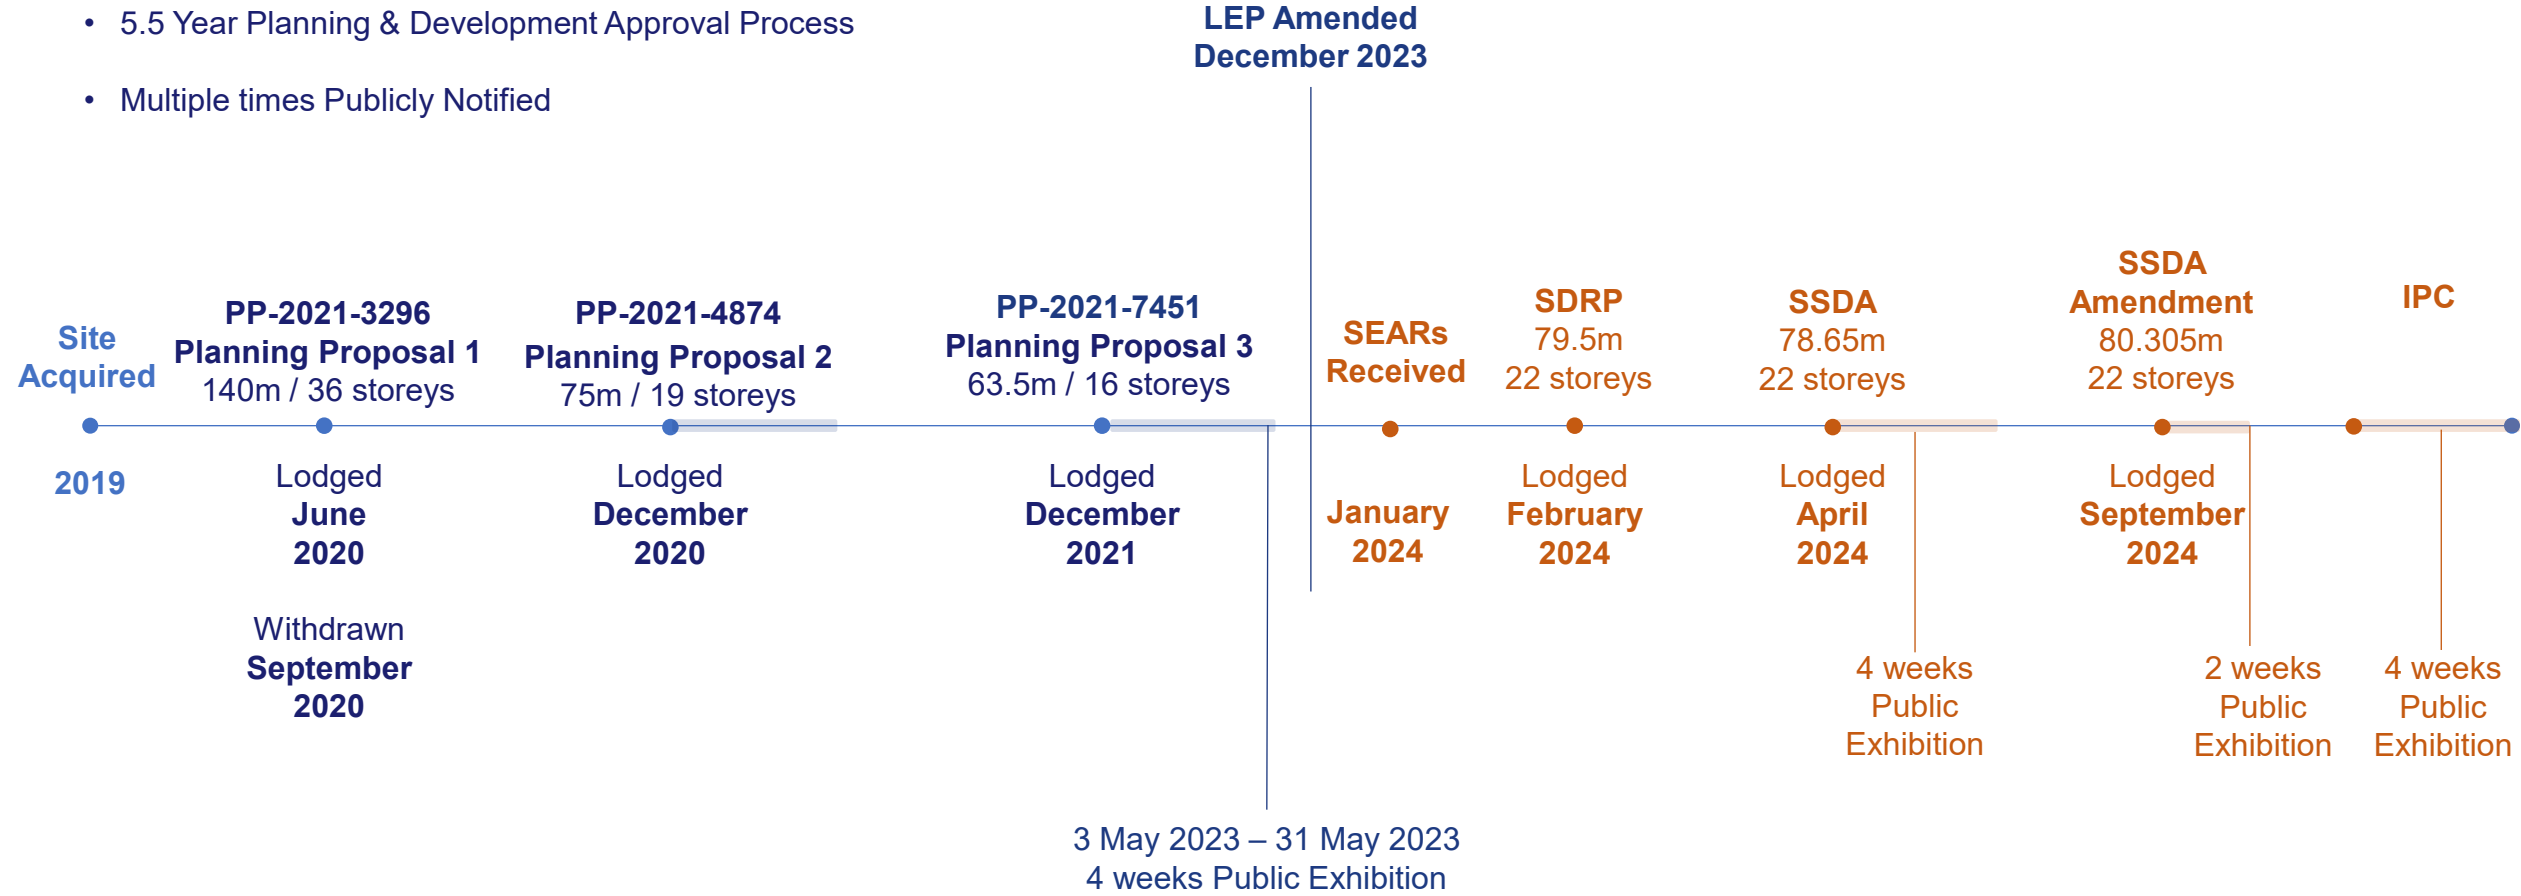 • 5.5 Year Planning & Development Approval Process
• Multiple times Publicly Notified
LEP Amended
December 2023
Site
Acquired
2019
PP-2021-3296
Planning Proposal 1
140m / 36 storeys
Lodged
June
2020
Withdrawn
September
2020
PP-2021-4874
Planning Proposal 2
75m / 19 storeys
Lodged
December
2020
PP-2021-7451
Planning Proposal 3
63.5m / 16 storeys
Lodged
December
2021
3 May 2023 – 31 May 2023
4 weeks Public Exhibition
SEARs
Received
January
2024
SDRP
79.5m
22 storeys
Lodged
February
2024
SSDA
78.65m
22 storeys
Lodged
April
2024
4 weeks
Public
Exhibition
SSDA
Amendment
80.305m
22 storeys
Lodged
September
2024
2 weeks
Public
Exhibition
IPC
4 weeks
Public
Exhibition